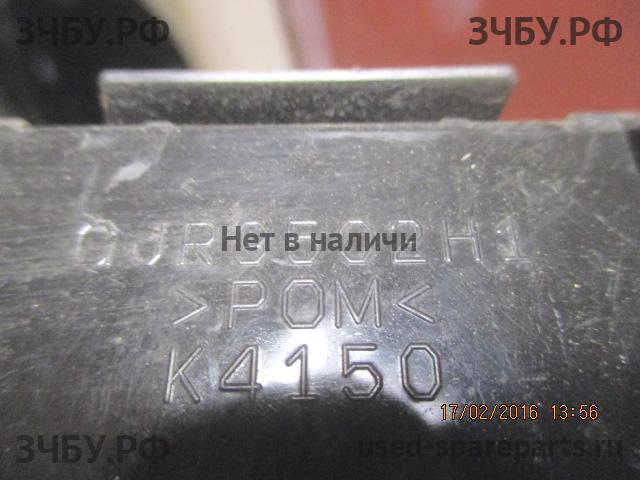 ЗЧБУ.РФ ЗЧБУ.РФ
Нет в наличи
>POM<
K4150
17/02/2016 13:56
ЗЧБУ.РФ used-spareparts.ru